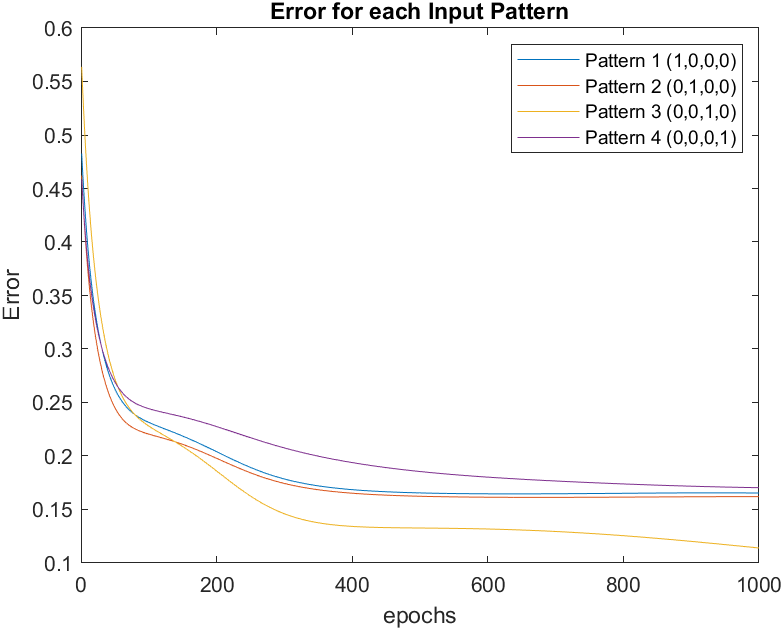 Error for each Input Pattern
0.6
0.55
0.5
0.45
0.4
0.35
0.3
0.25
0.2
0.15
0.1
Error
Pattern 1 (1,0,0,0)
Pattern 2 (0,1,0,0)
Pattern 3 (0,0,1,0)
Pattern 4 (0,0,0,1)
0 200 400 600 800 1000
epochs